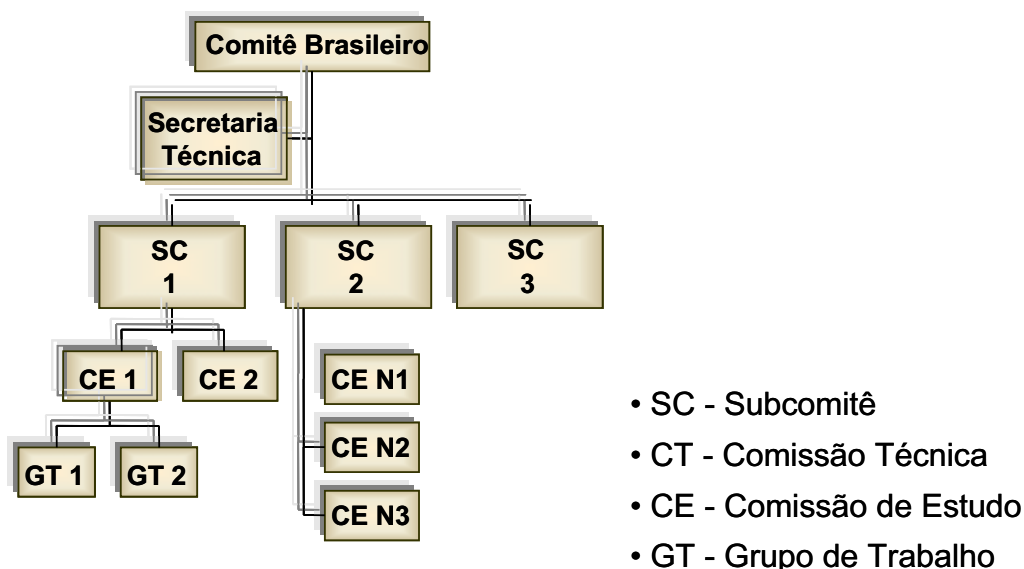 Comitê Brasileiro
Secretaria
Técnica
SC
1
SC
2
SC
3
CE 1
CE 2
CE N1
CE N2
CE N3
GT 1
GT 2
• SC - Subcomitê
• CT - Comissão Técnica
• CE - Comissão de Estudo
• GT - Grupo de Trabalho